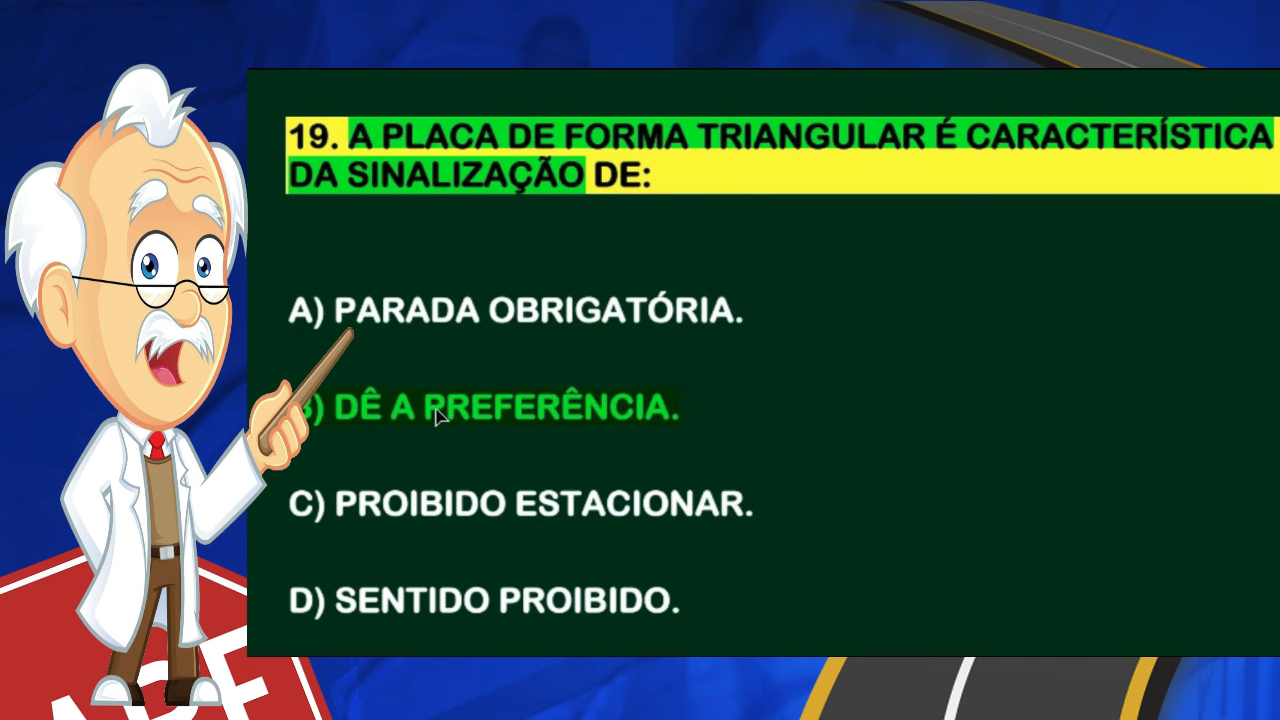 19. A PLACA DE FORMA TRIANGULAR É CARACTERÍSTICA
DA SINALIZAÇÃO DE:
A) PARADA OBRIGATÓRIA.
B) DÊ A PREFERÊNCIA.
C) PROIBIDO ESTACIONAR.
D) SENTIDO PROIBIDO.